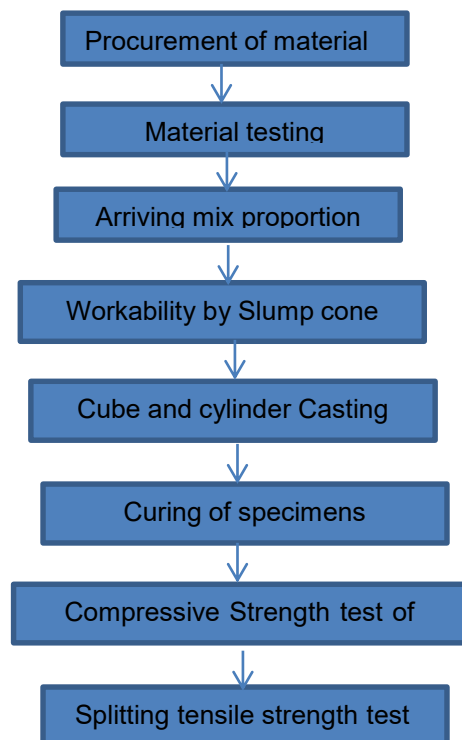 Procurement of material
Material testing
Arriving mix proportion
Workability by Slump cone
Cube and cylinder Casting
Curing of specimens
Compressive Strength test of
Splitting tensile strength test